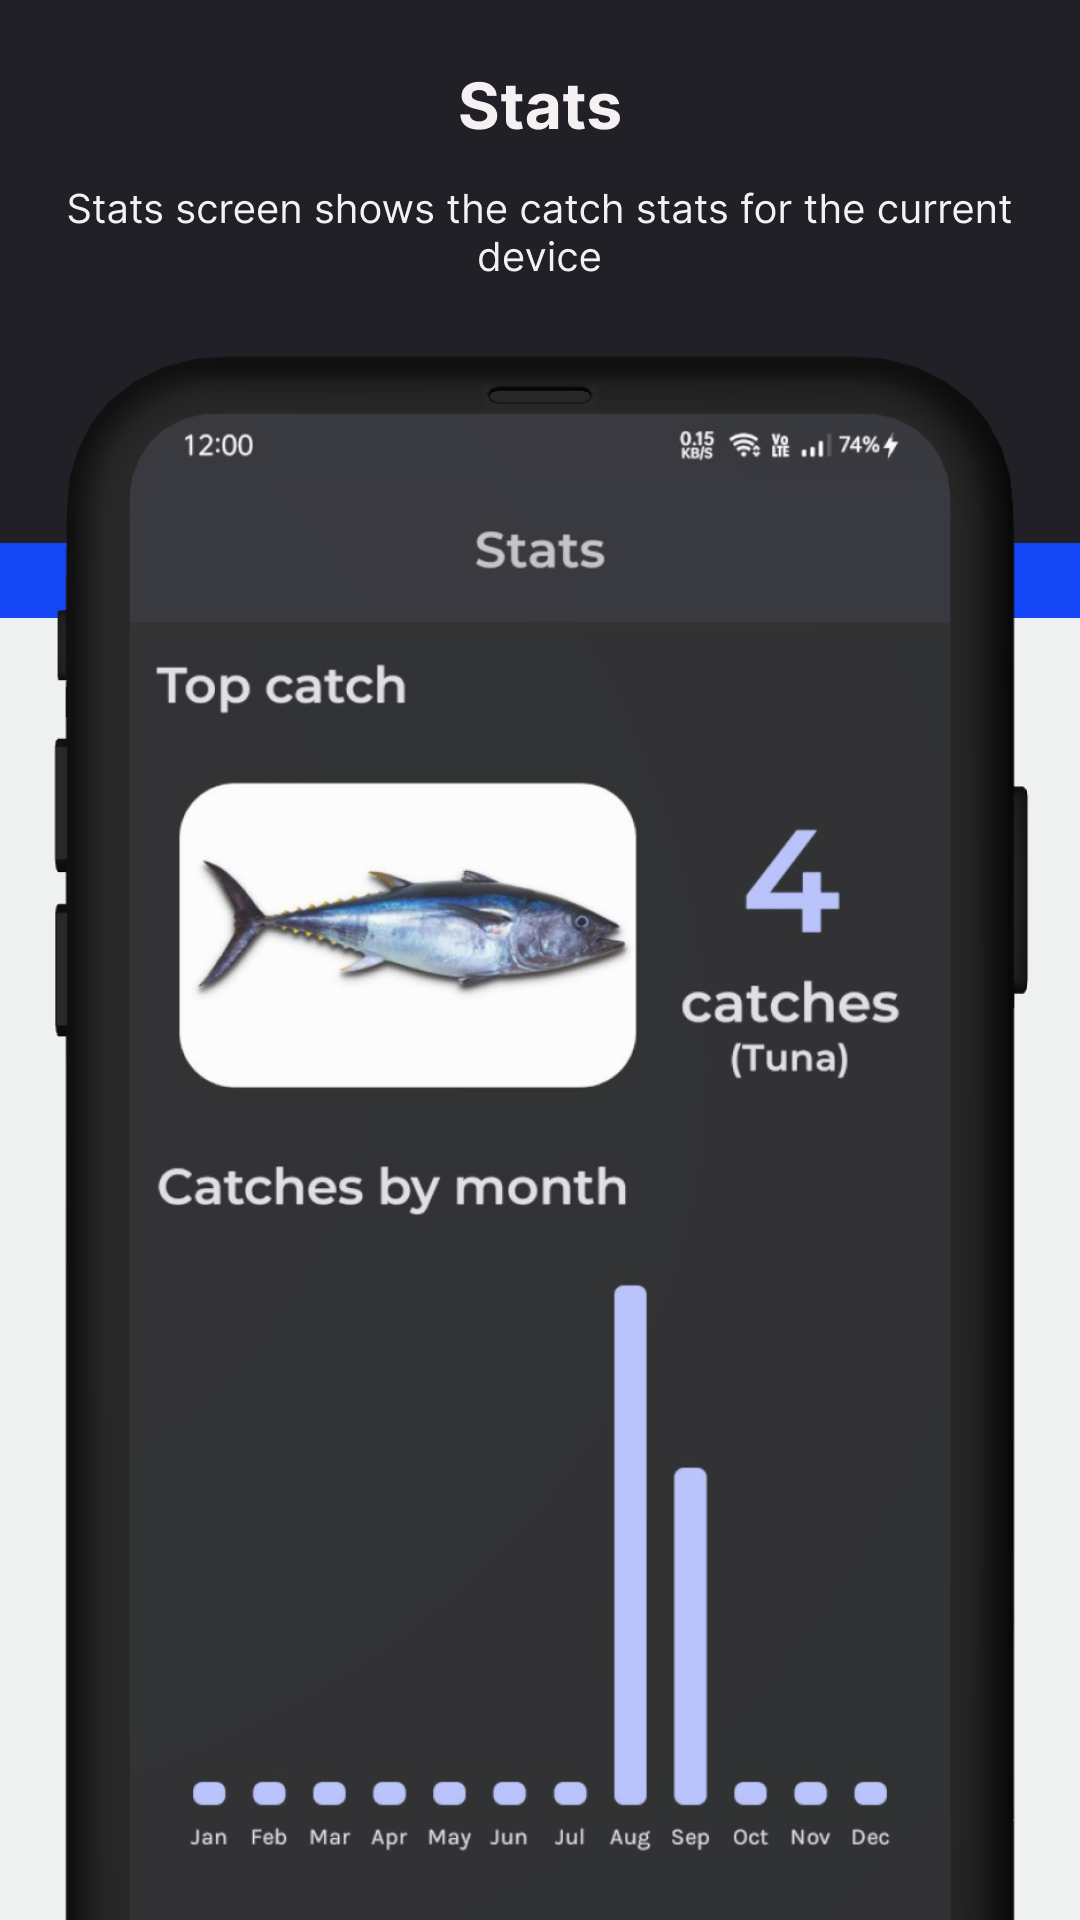 Stats
Stats screen shows the catch stats for the current
device
12:00 0.15 KB/S Vo LTE 74%
Stats
Top catch
4
catches
(Tuna)
Catches by month
Jan Feb Mar Apr May Jun Jul Aug Sep Oct Nov Dec